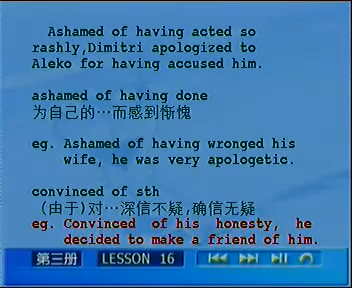 Ashamed of having acted so
rashly,Dimitri apologized to
Aleko for having accused him.
ashamed of having done
为自己的…而感到惭愧
eg. Ashamed of having wronged his
wife, he was very apologetic.
convinced of sth
(由于)对…深信不疑,确信无疑
eg. Convinced of his honesty, he
decided to make a friend of him.
第三册 LESSON 16